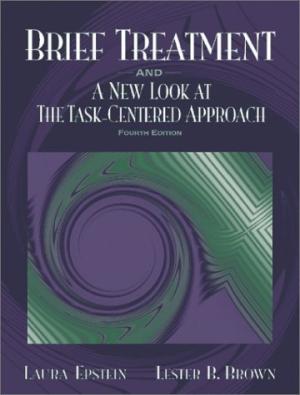 BRIEF TREATMENT
AND
A NEW LOOK AT
THE TASK-CENTERED APPROACH
FOURTH EDITION
LAURA EPSTEIN LESTER B. BROWN